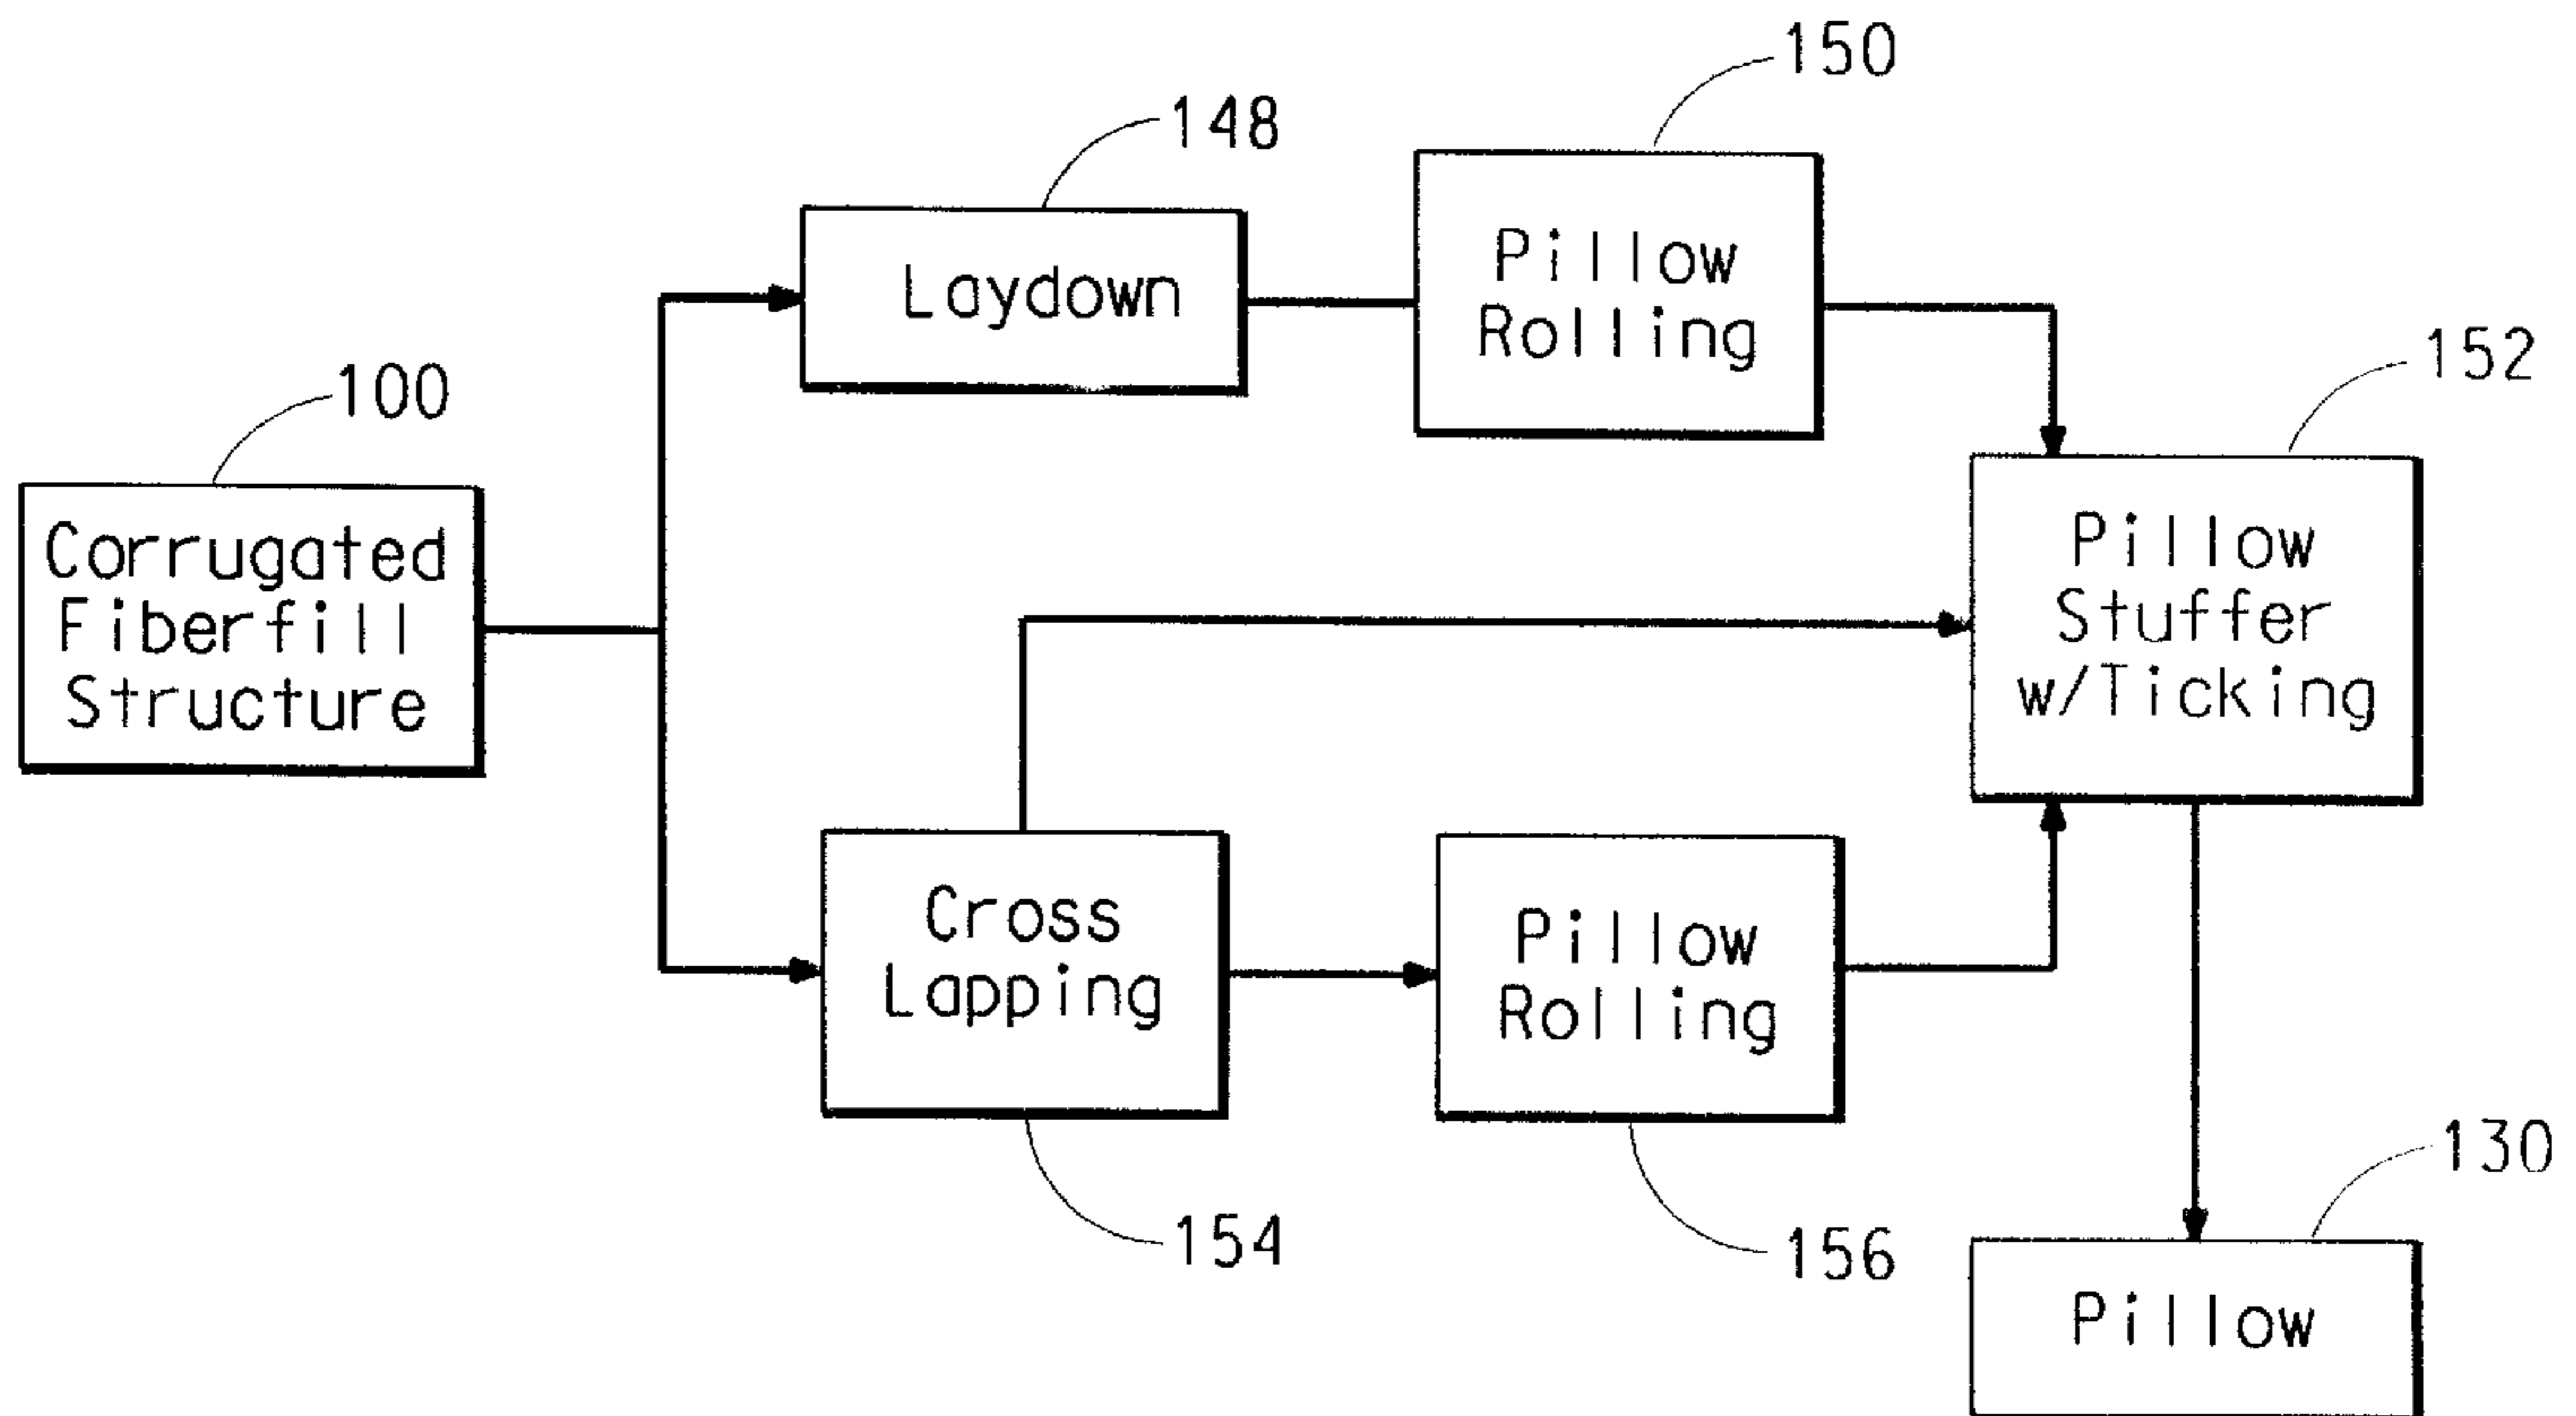 150
148
Pillow
Rolling
Laydown
152
100
Corrugated
Fiberfill
Structure
Pillow
Stuffer
w/Ticking
Cross
Lapping
Pillow
Rolling
154
156
130
Pillow